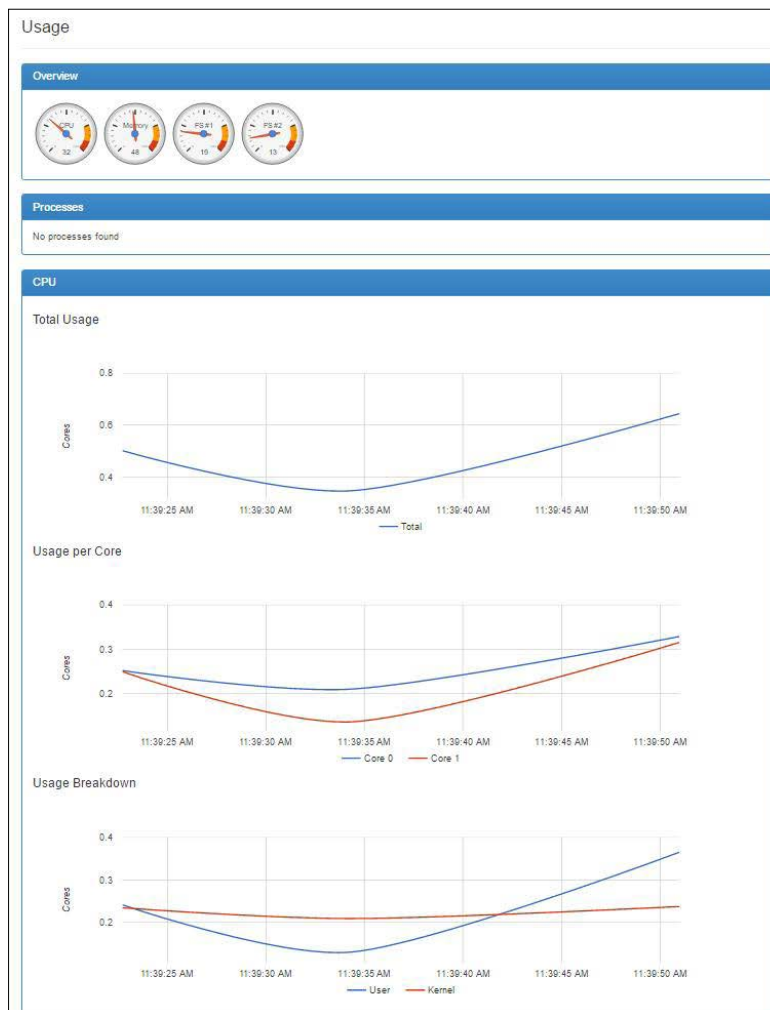 Usage
Overview
CPU Memory FS #1 FS #2
32 48 19 13
Processes
No processes found
CPU
Total Usage
0.8
0.6
0.4
Cores
11:39:25 AM 11:39:30 AM 11:39:35 AM 11:39:40 AM 11:39:45 AM 11:39:50 AM
Total
Usage per Core
0.4
0.3
0.2
Cores
11:39:25 AM 11:39:30 AM 11:39:35 AM 11:39:40 AM 11:39:45 AM 11:39:50 AM
Core 0 Core 1
Usage Breakdown
0.4
0.3
0.2
Cores
11:39:25 AM 11:39:30 AM 11:39:35 AM 11:39:40 AM 11:39:45 AM 11:39:50 AM
User Kernel